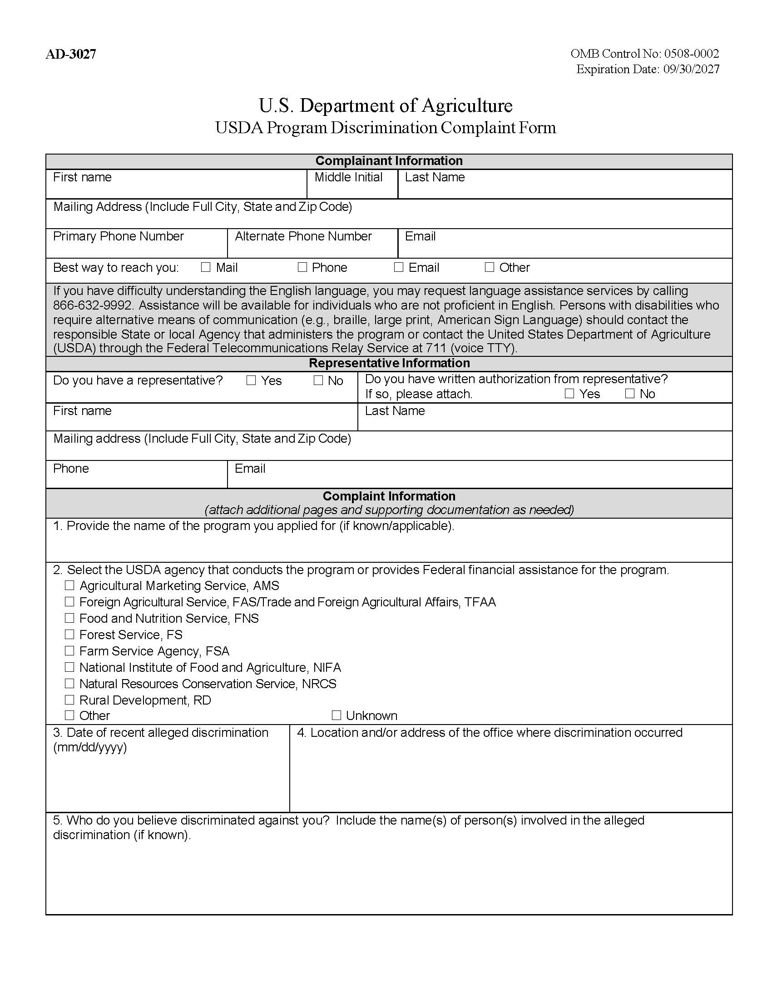 AD-3027
OMB Control No: 0508-0002
Expiration Date: 09/30/2027
U.S. Department of Agriculture
USDA Program Discrimination Complaint Form
Complainant Information
First name
Middle Initial
Last Name
Mailing Address (Include Full City, State and Zip Code)
Primary Phone Number
Alternate Phone Number
Email
Best way to reach you: ☐ Mail ☐ Phone ☐ Email ☐ Other
If you have difficulty understanding the English language, you may request language assistance services by calling
866-632-9992. Assistance will be available for individuals who are not proficient in English. Persons with disabilities who
require alternative means of communication (e.g., braille, large print, American Sign Language) should contact the
responsible State or local Agency that administers the program or contact the United States Department of Agriculture
(USDA) through the Federal Telecommunications Relay Service at 711 (voice TTY).
Representative Information
Do you have a representative? ☐ Yes ☐ No
Do you have written authorization from representative?
If so, please attach. ☐ Yes ☐ No
First name
Last Name
Mailing address (Include Full City, State and Zip Code)
Phone
Email
Complaint Information
(attach additional pages and supporting documentation as needed)
1. Provide the name of the program you applied for (if known/applicable).
2. Select the USDA agency that conducts the program or provides Federal financial assistance for the program.
☐ Agricultural Marketing Service, AMS
☐ Foreign Agricultural Service, FAS/Trade and Foreign Agricultural Affairs, TFAA
☐ Food and Nutrition Service, FNS
☐ Forest Service, FS
☐ Farm Service Agency, FSA
☐ National Institute of Food and Agriculture, NIFA
☐ Natural Resources Conservation Service, NRCS
☐ Rural Development, RD
☐ Other ☐ Unknown
3. Date of recent alleged discrimination
(mm/dd/yyyy)
4. Location and/or address of the office where discrimination occurred
5. Who do you believe discriminated against you? Include the name(s) of person(s) involved in the alleged
discrimination (if known).